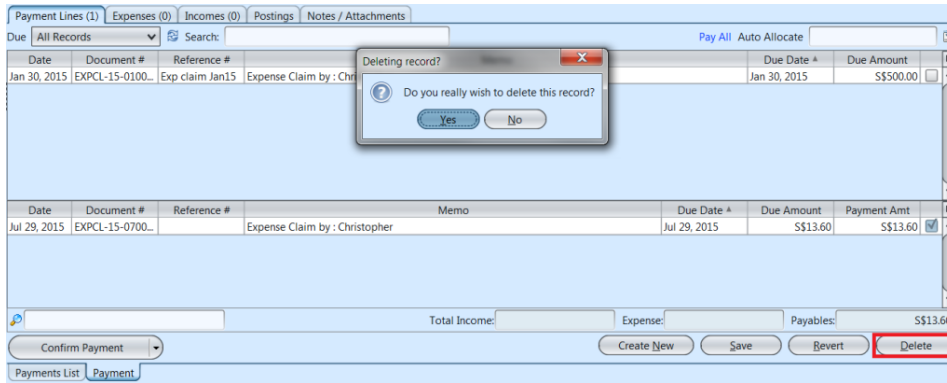 Payment Lines (1) Expenses (0) Incomes (0) Postings Notes / Attachments
Due All Records Search: Pay All Auto Allocate
Deleting record?
Date Document # Reference # Due Date Due Amount
Jan 30, 2015 EXPCL-15-0100... Exp claim Jan15 Expense Claim by : Jan 30, 2015 S$500.00
Do you really wish to delete this record?
Yes No
Date Document # Reference # Memo Due Date Due Amount Payment Amt
Jul 29, 2015 EXPCL-15-0700... Expense Claim by : Christopher Jul 29, 2015 S$13.60 S$13.60
Total Income: Expense: Payables: S$13.60
Confirm Payment Create New Save Revert Delete
Payments List Payment